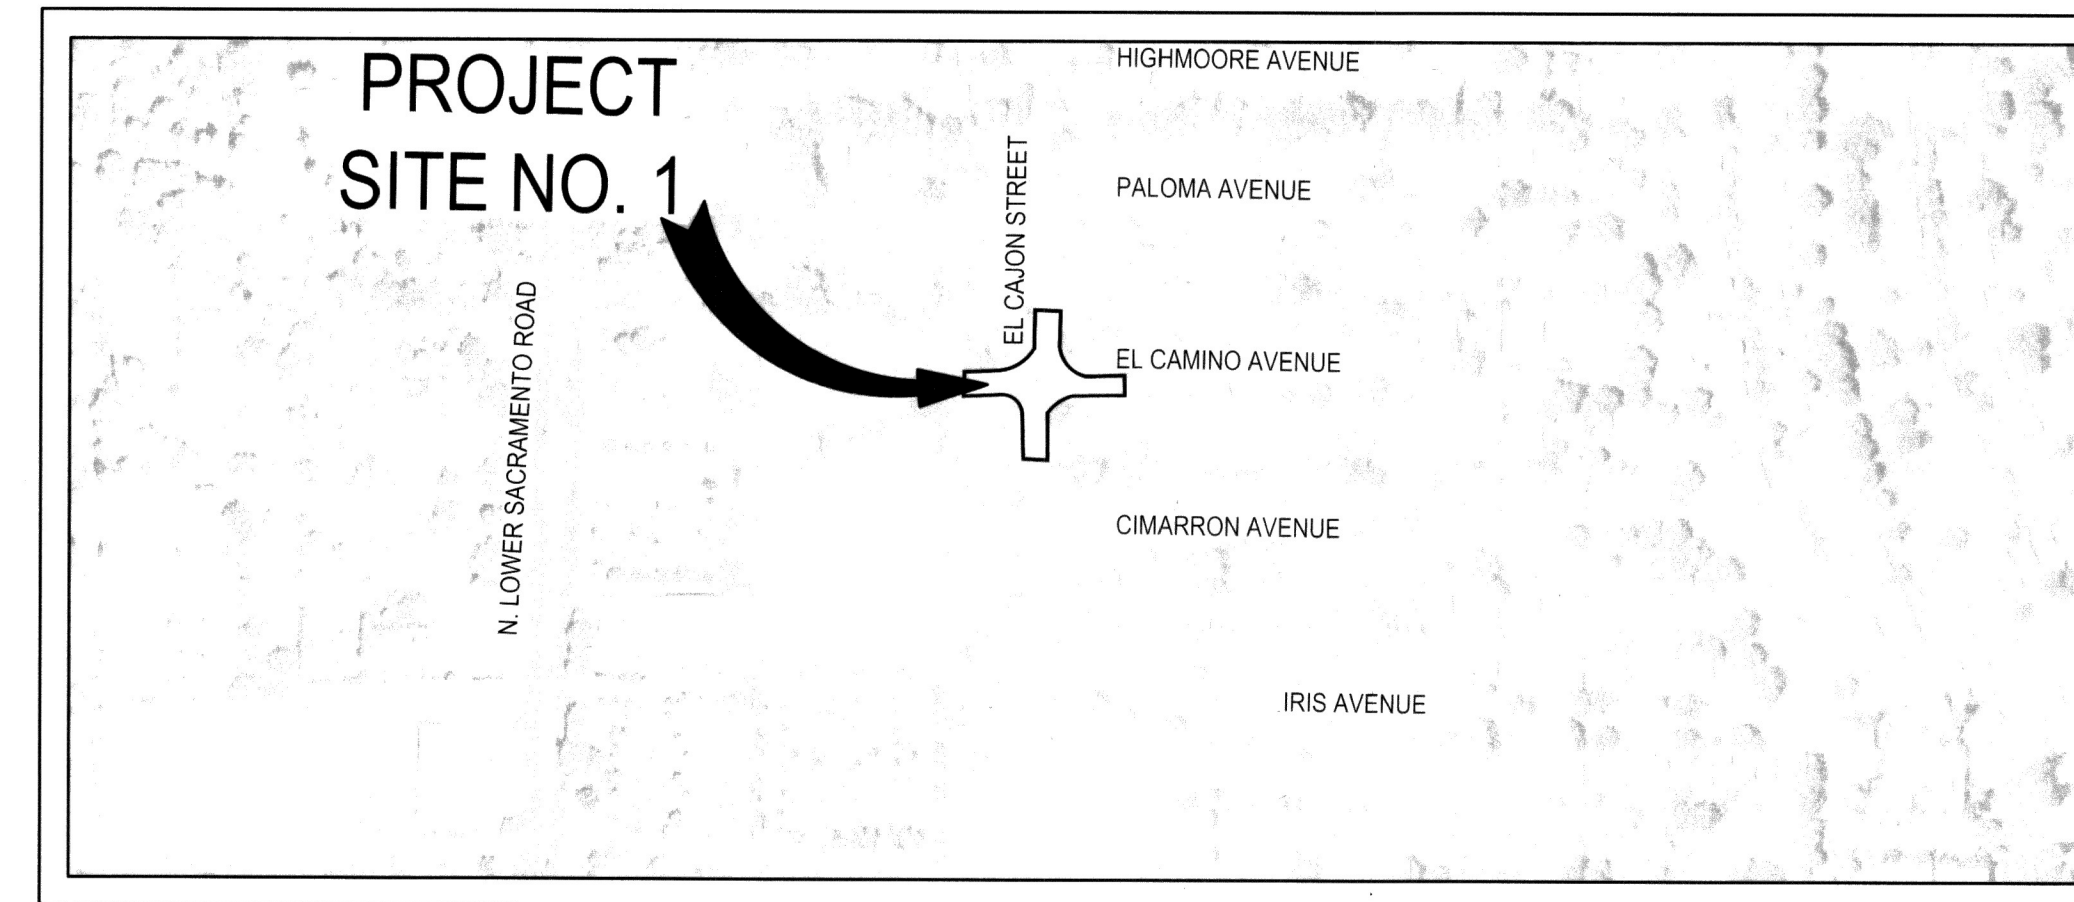 PROJECT
SITE NO. 1
HIGHMOORE AVENUE
EL CAJON STREET
PALOMA AVENUE
N. LOWER SACRAMENTO ROAD
EL CAMINO AVENUE
CIMARRON AVENUE
IRIS AVENUE